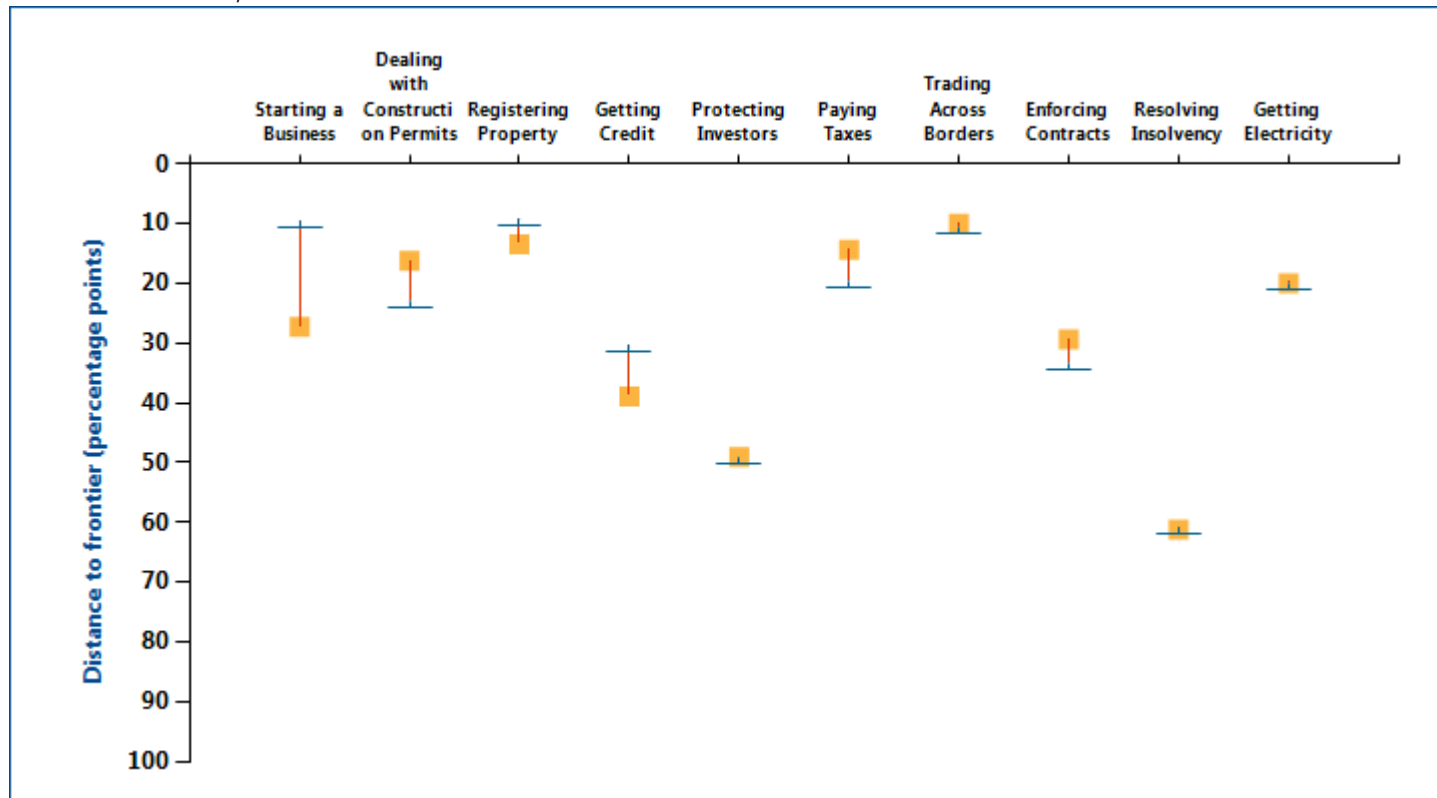 Dealing
with
Starting a Constructi Registering Getting Protecting Paying Trading Across Enforcing Resolving Getting
Business on Permits Property Credit Investors Taxes Borders Contracts Insolvency Electricity
0
10
20
30
40
50
60
70
80
90
100
Distance to frontier (percentage points)